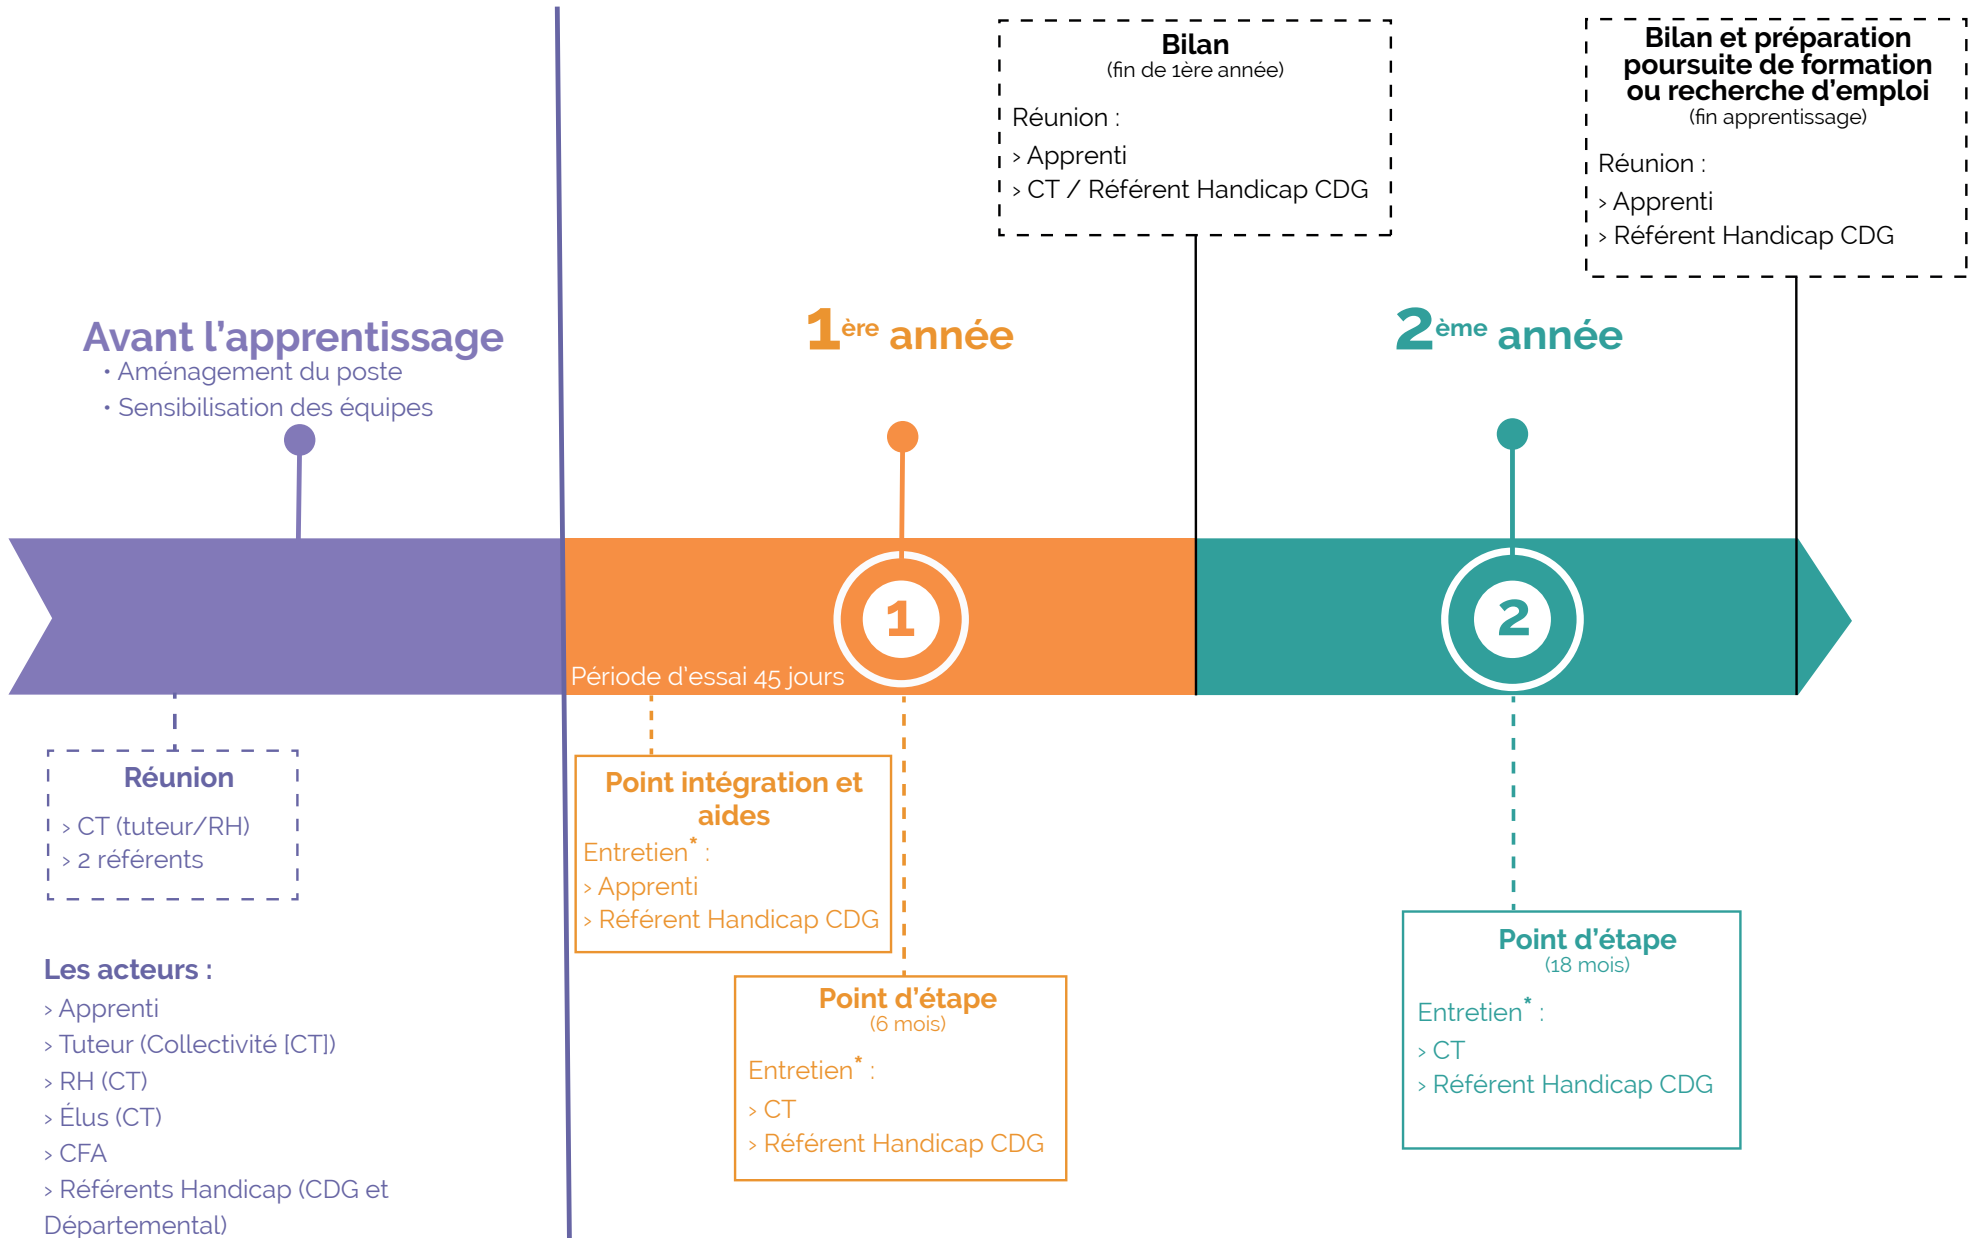 Bilan
(fin de 1ère année)
Réunion :
› Apprenti
› CT / Référent Handicap CDG
Bilan et préparation
poursuite de formation
ou recherche d’emploi
(fin apprentissage)
Réunion :
› Apprenti
› Référent Handicap CDG
Avant l’apprentissage
• Aménagement du poste
• Sensibilisation des équipes
1ère année
2ème année
1
2
Période d'essai 45 jours
Réunion
› CT (tuteur/RH)
› 2 référents
Les acteurs :
› Apprenti
› Tuteur (Collectivité [CT])
› RH (CT)
› Élus (CT)
› CFA
› Référents Handicap (CDG et
Départemental)
Point intégration et
aides
Entretien* :
› Apprenti
› Référent Handicap CDG
Point d’étape
(6 mois)
Entretien* :
› CT
› Référent Handicap CDG
Point d’étape
(18 mois)
Entretien* :
› CT
› Référent Handicap CDG